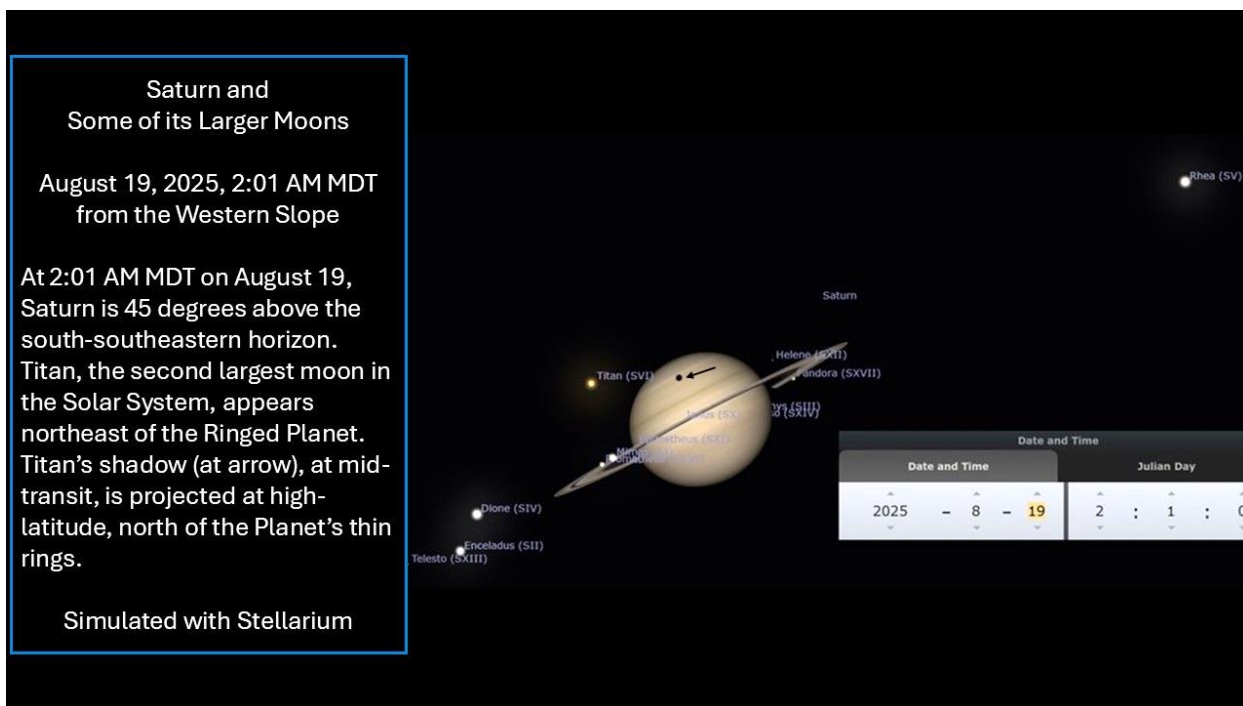 Saturn and
Some of its Larger Moons
August 19, 2025, 2:01 AM MDT
from the Western Slope
At 2:01 AM MDT on August 19,
Saturn is 45 degrees above the
south-southeastern horizon.
Titan, the second largest moon in
the Solar System, appears
northeast of the Ringed Planet.
Titan’s shadow (at arrow), at mid-
transit, is projected at high-
latitude, north of the Planet’s thin
rings.
Simulated with Stellarium
Rhea (SV)
Saturn
Helene (SXII)
Titan (SVI)
Pandora (SXVII)
Dione (SIV)
Enceladus (SII)
Telesto (SXIII)
Date and Time
Date and Time Julian Day
2025 - 8 - 19 2 : 1 :